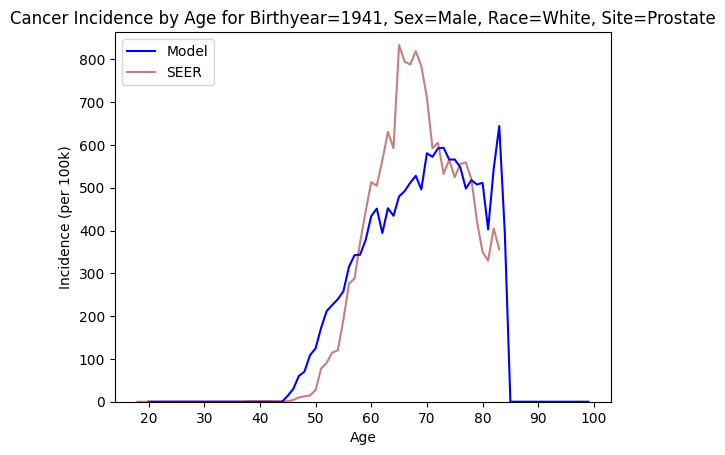 Cancer Incidence by Age for Birthyear=1941, Sex=Male, Race=White, Site=Prostate
Model
SEER
Incidence (per 100k)
800
700
600
500
400
300
200
100
0
20 30 40 50 60 70 80 90 100
Age